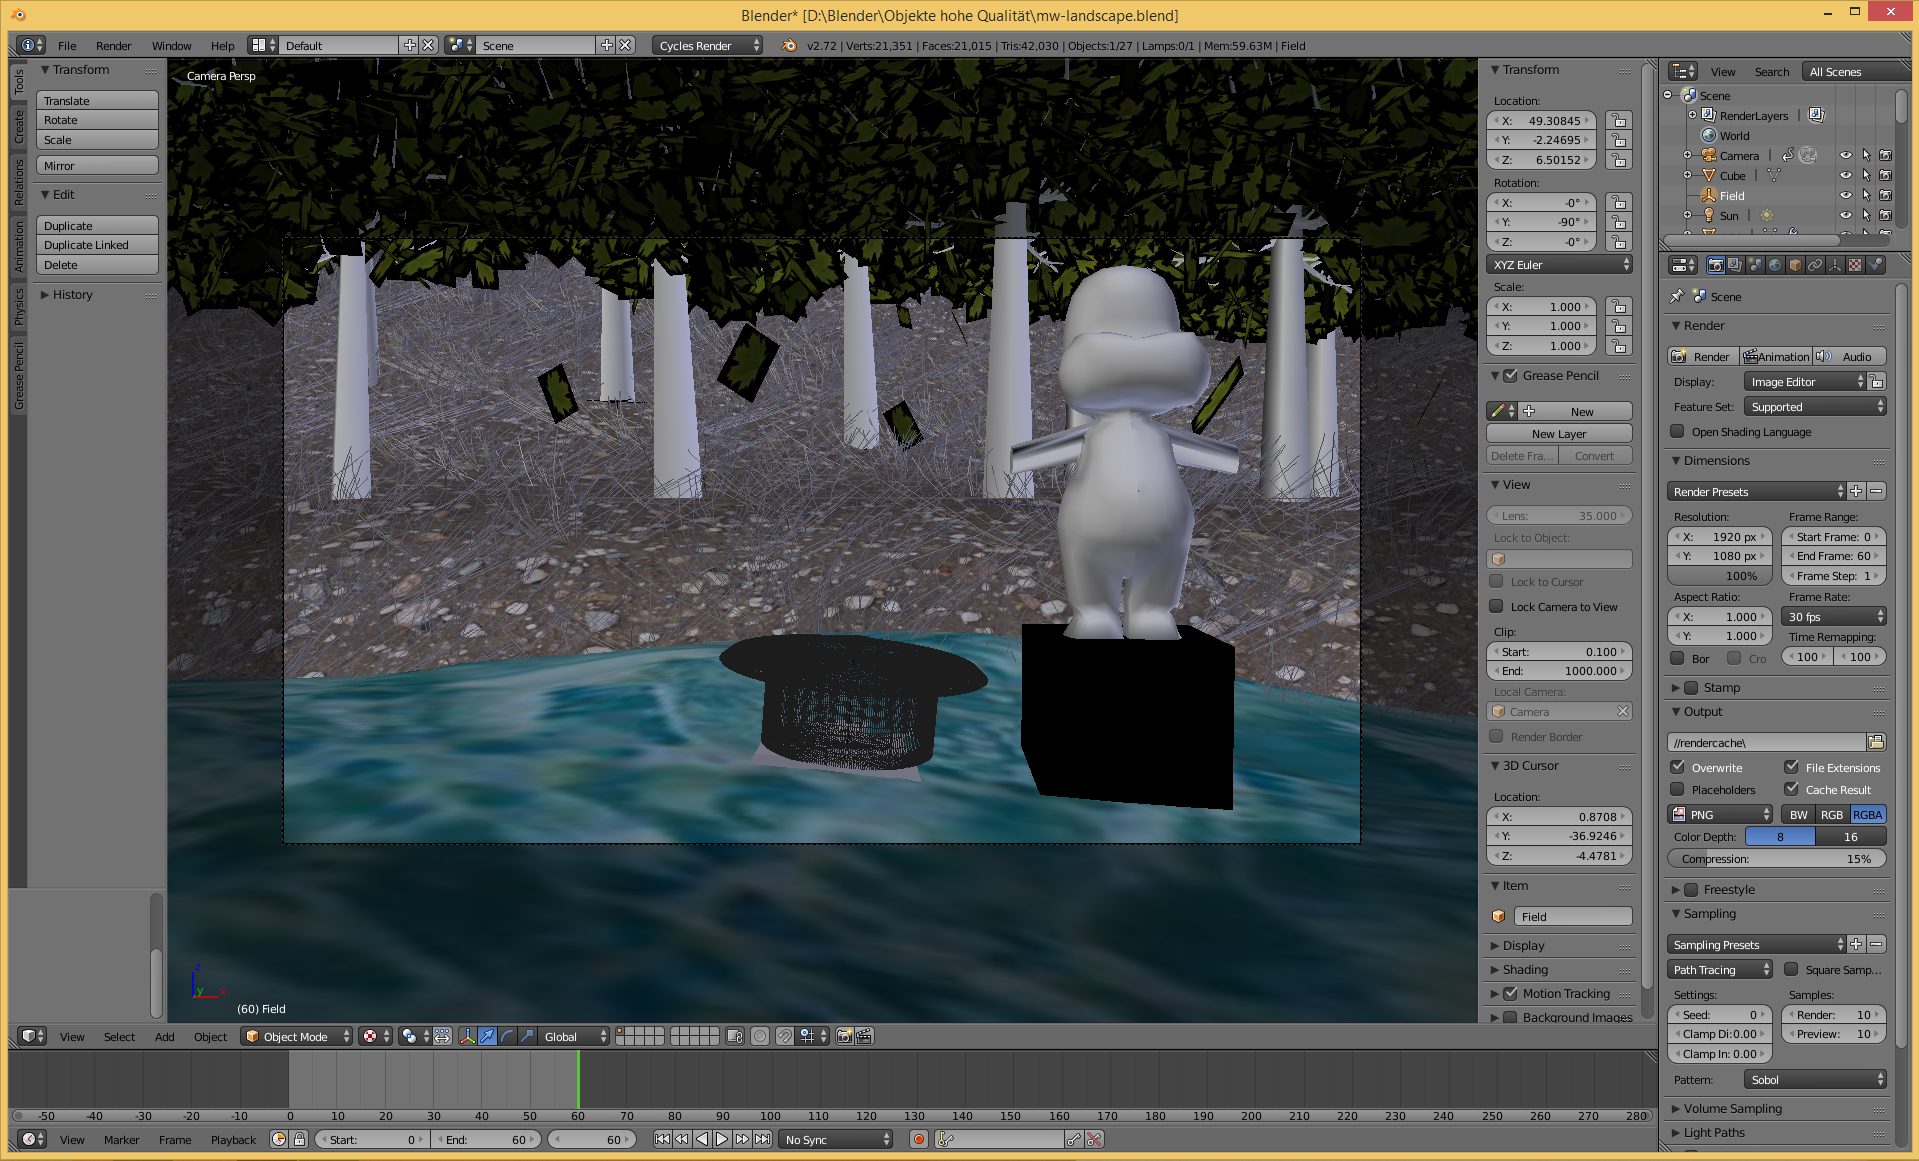 Blender* [D:\Blender\Objekte hohe Qualität\mw-landscape.blend]
File Render Window Help Default Scene Cycles Render v2.72 | Verts:21,351 | Faces:21,015 | Tris:42,030 | Objects:1/27 | Lamps:0/1 | Mem:59.63M | Field
Tools
Create
Relations
Animation
Physics
Grease Pencil
Transform
Translate
Rotate
Scale
Mirror
Edit
Duplicate
Duplicate Linked
Delete
History
Camera Persp
z
y
x
(60) Field
Transform
Location:
X: 49.30845
Y: -2.24695
Z: 6.50152
Rotation:
X: -0°
Y: -90°
Z: -0°
XYZ Euler
Scale:
X: 1.000
Y: 1.000
Z: 1.000
Grease Pencil
New
New Layer
Delete Fra... Convert
View
Lens: 35.000
Lock to Object:
Lock to Cursor
Lock Camera to View
Clip:
Start: 0.100
End: 1000.000
Local Camera:
Camera
Render Border
3D Cursor
Location:
X: 0.8708
Y: -36.9246
Z: -4.4781
Item
Field
Display
Shading
Motion Tracking
Background Images
View Search All Scenes
Scene
RenderLayers
World
Camera
Cube
Field
Sun
Scene
Render
Render Animation Audio
Display: Image Editor
Feature Set: Supported
Open Shading Language
Dimensions
Render Presets
Resolution: Frame Range:
X: 1920 px Start Frame: 0
Y: 1080 px End Frame: 60
100% Frame Step: 1
Aspect Ratio: Frame Rate:
X: 1.000 30 fps
Y: 1.000 Time Remapping:
Bor Cro 100 100
Stamp
Output
//rendercache\
Overwrite File Extensions
Placeholders Cache Result
PNG BW RGB RGBA
Color Depth: 8 16
Compression: 15%
Freestyle
Sampling
Sampling Presets
Path Tracing Square Samp...
Settings: Samples:
Seed: 0 Render: 10
Clamp Di:0.00 Preview: 10
Clamp In: 0.00
Pattern: Sobol
Volume Sampling
Light Paths
View Select Add Object Object Mode Global
-50 -40 -30 -20 -10 0 10 20 30 40 50 60 70 80 90 100 110 120 130 140 150 160 170 180 190 200 210 220 230 240 250 260 270 280
View Marker Frame Playback Start: 0 End: 60 60 No Sync